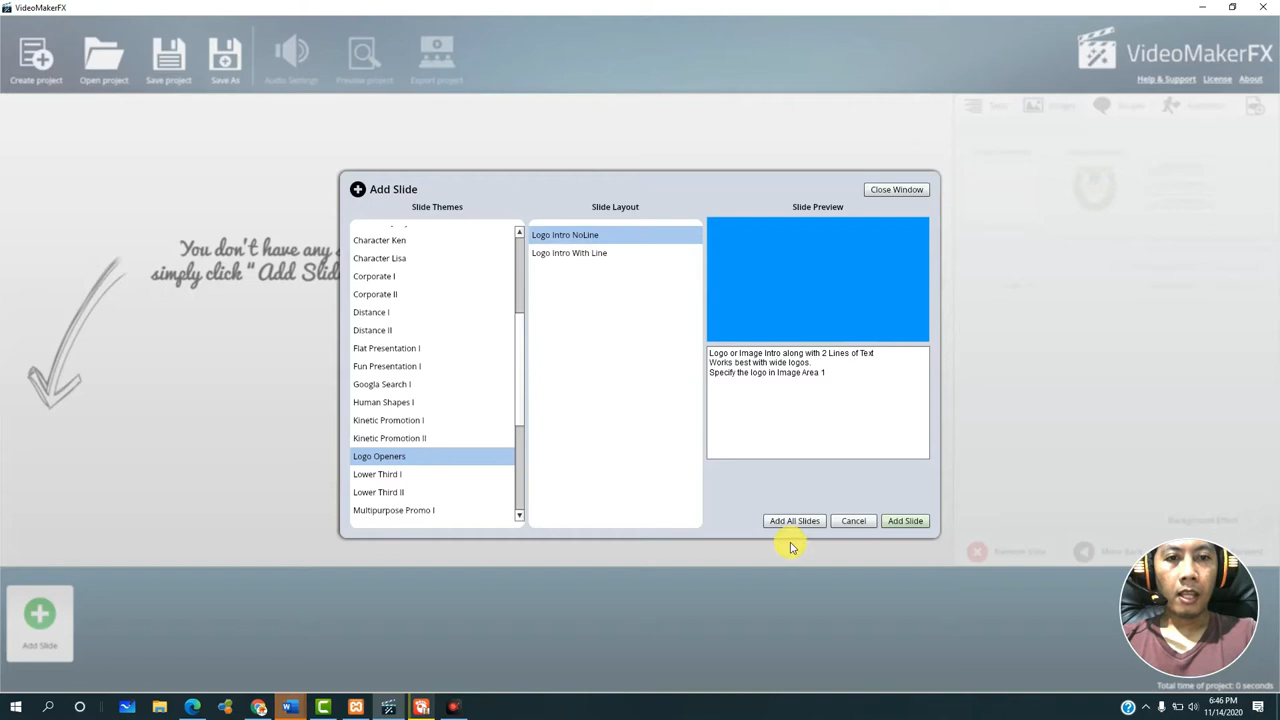 VideoMakerFX
Create project
Open project
Save project
Save As
Audio Settings
Preview project
Export project
VideoMakerFX
Help & Support
License
About
Add Slide
Close Window
Slide Themes
Slide Layout
Slide Preview
You don't have any s
simply click " Add Slid
Character Ken
Character Lisa
Corporate I
Corporate II
Distance I
Distance II
Flat Presentation I
Fun Presentation I
Googla Search I
Human Shapes I
Kinetic Promotion I
Kinetic Promotion II
Logo Openers
Lower Third I
Lower Third II
Multipurpose Promo I
Logo Intro NoLine
Logo Intro With Line
Logo or Image Intro along with 2 Lines of Text
Works best with wide logos.
Specify the logo in Image Area 1
Add All Slides
Cancel
Add Slide
Background Effect
Remove Slide
Move Back
Add Slide
Total time of project: 0 seconds
6:46 PM
11/14/2020